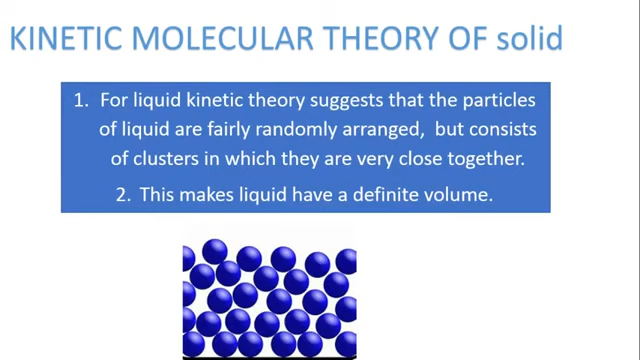 KINETIC MOLECULAR THEORY OF solid
1. For liquid kinetic theory suggests that the particles
of liquid are fairly randomly arranged, but consists
of clusters in which they are very close together.
2. This makes liquid have a definite volume.